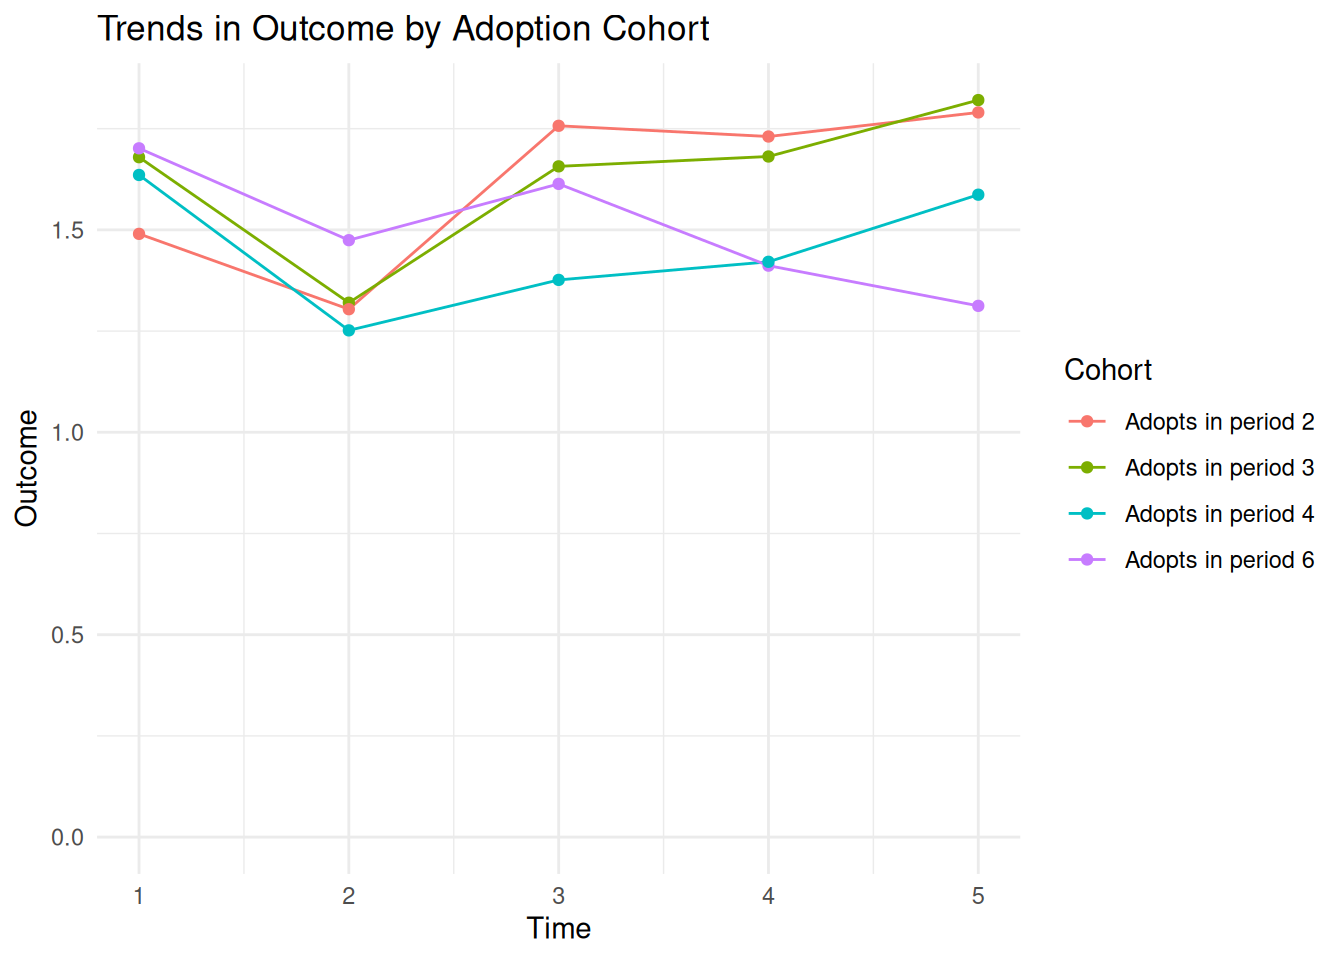 Trends in Outcome by Adoption Cohort
Outcome
1.5
1.0
0.5
0.0
1 2 3 4 5
Time
Cohort
Adopts in period 2
Adopts in period 3
Adopts in period 4
Adopts in period 6